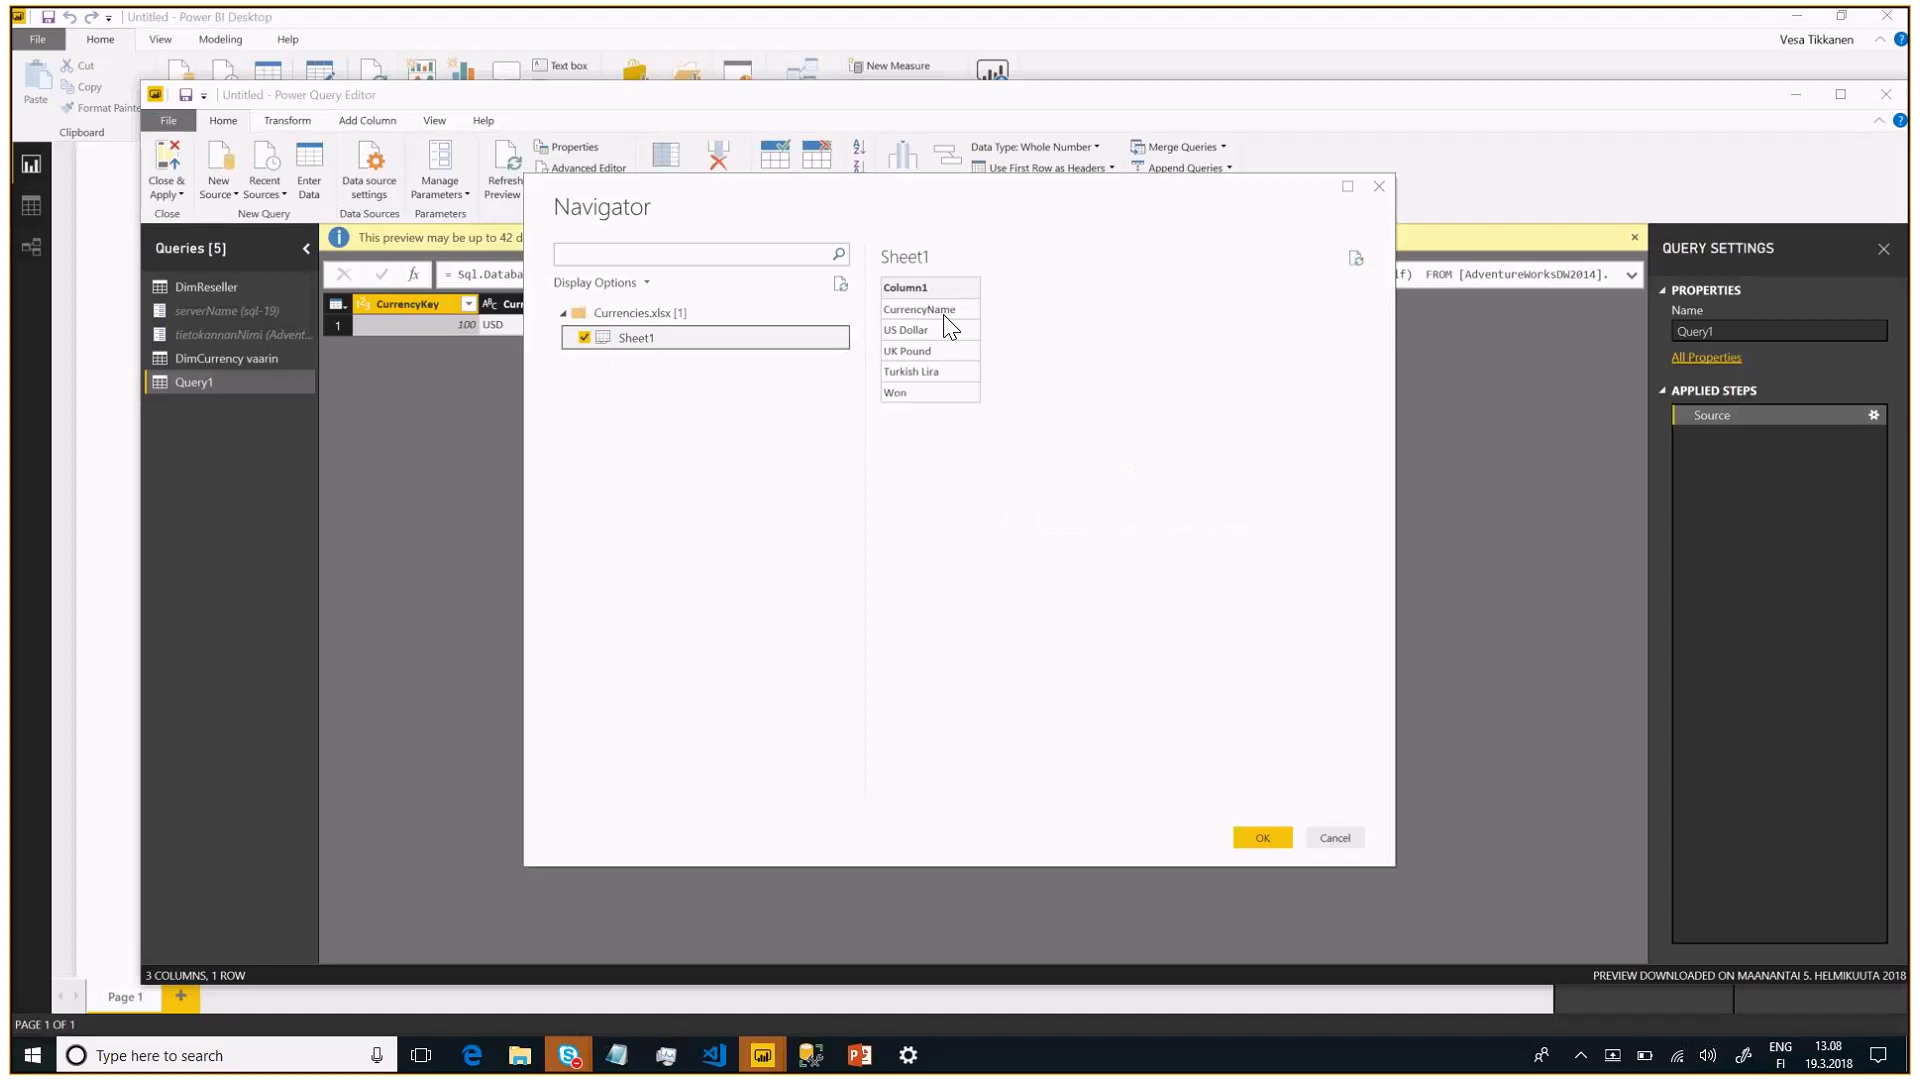 Untitled - Power BI Desktop
File
Home
View
Modeling
Help
Vesa Tikkanen
Cut
Copy
Format Painte
Paste
Clipboard
Text box
New Measure
Untitled - Power Query Editor
File
Home
Transform
Add Column
View
Help
Close & Apply
New Source
Recent Sources
Enter Data
Data source settings
Manage Parameters
Refresh Preview
Properties
Advanced Editor
Data Type: Whole Number
Use First Row as Headers
Merge Queries
Append Queries
Close
New Query
Data Sources
Parameters
Queries [5]
This preview may be up to 42 d
DimReseller
serverName (sql-19)
tietokannanNimi (Advent...
DimCurrency vaarin
Query1
fx
= Sql.Databa
lf)  FROM [AdventureWorksDW2014].
CurrencyKey
Curr
1
100
USD
Navigator
Display Options
Currencies.xlsx [1]
Sheet1
Sheet1
Column1
CurrencyName
US Dollar
UK Pound
Turkish Lira
Won
OK
Cancel
QUERY SETTINGS
PROPERTIES
Name
Query1
All Properties
APPLIED STEPS
Source
3 COLUMNS, 1 ROW
PREVIEW DOWNLOADED ON MAANANTAI 5. HELMIKUUTA 2018
Page 1
PAGE 1 OF 1
Type here to search
ENG
FI
13.08
19.3.2018